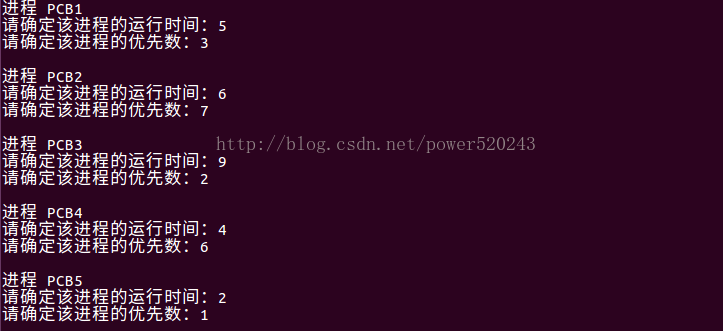 进程 PCB1
请确定该进程的运行时间：5
请确定该进程的优先数：3
进程 PCB2
请确定该进程的运行时间：6
请确定该进程的优先数：7
进程 PCB3
http://blog.csdn.net/power520243
请确定该进程的运行时间：9
请确定该进程的优先数：2
进程 PCB4
请确定该进程的运行时间：4
请确定该进程的优先数：6
进程 PCB5
请确定该进程的运行时间：2
请确定该进程的优先数：1